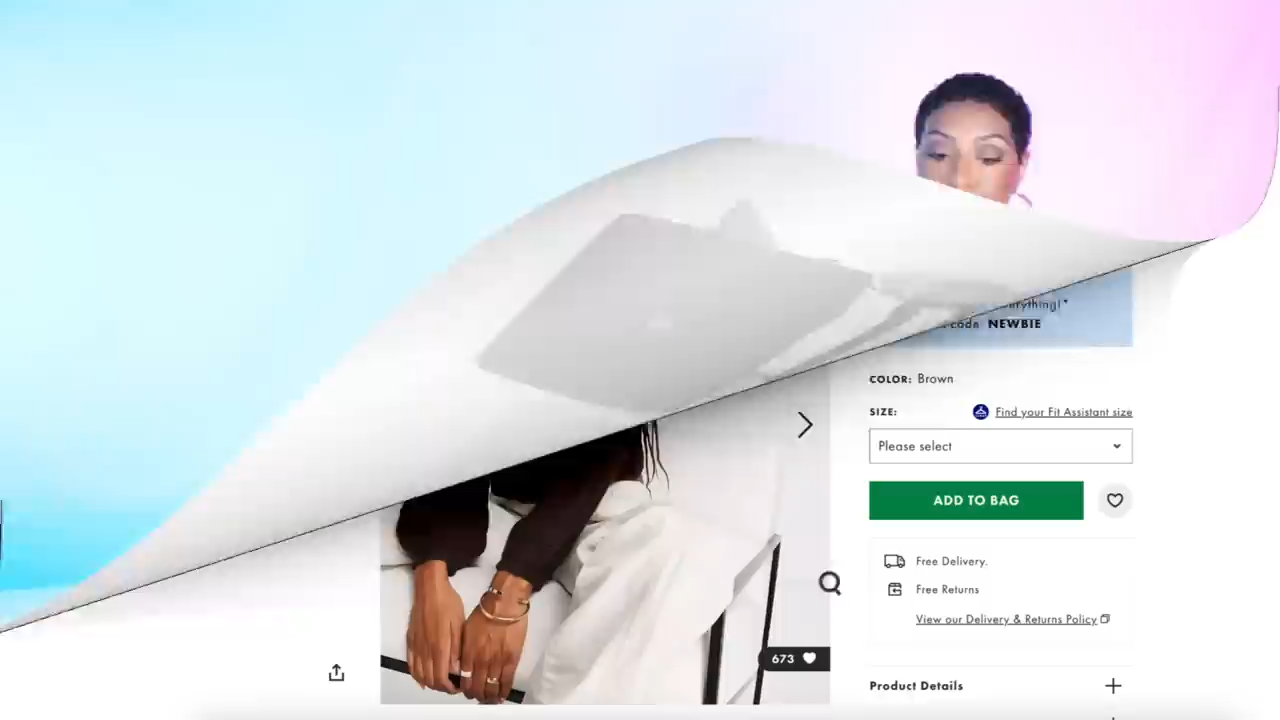 code NEWBIE
COLOR: Brown
SIZE:
Find your Fit Assistant size
Please select
ADD TO BAG
Free Delivery.
Free Returns
View our Delivery & Returns Policy
673
Product Details